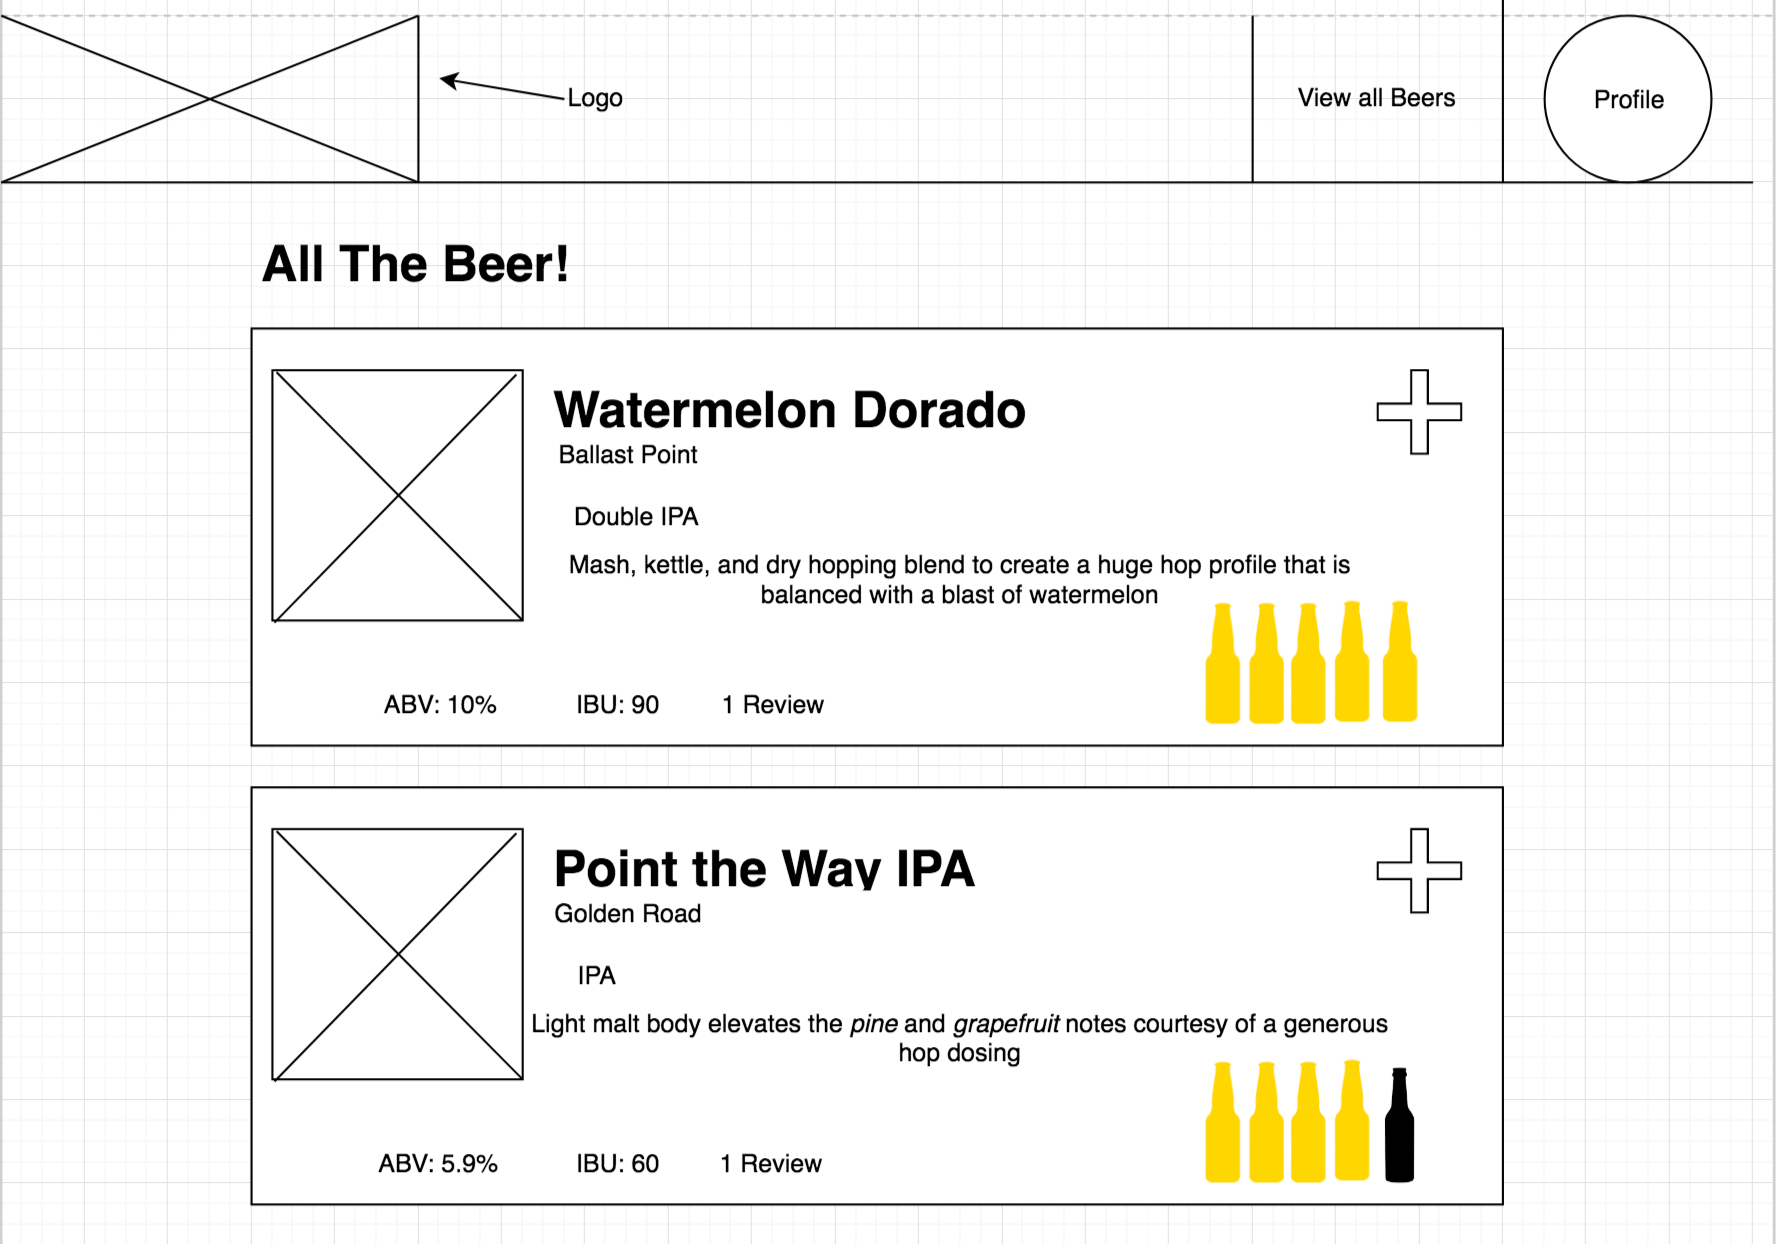 Logo
View all Beers
Profile
All The Beer!
Watermelon Dorado
Ballast Point
Double IPA
Mash, kettle, and dry hopping blend to create a huge hop profile that is
balanced with a blast of watermelon
ABV: 10%
IBU: 90
1 Review
Point the Way IPA
Golden Road
IPA
Light malt body elevates the pine and grapefruit notes courtesy of a generous
hop dosing
ABV: 5.9%
IBU: 60
1 Review